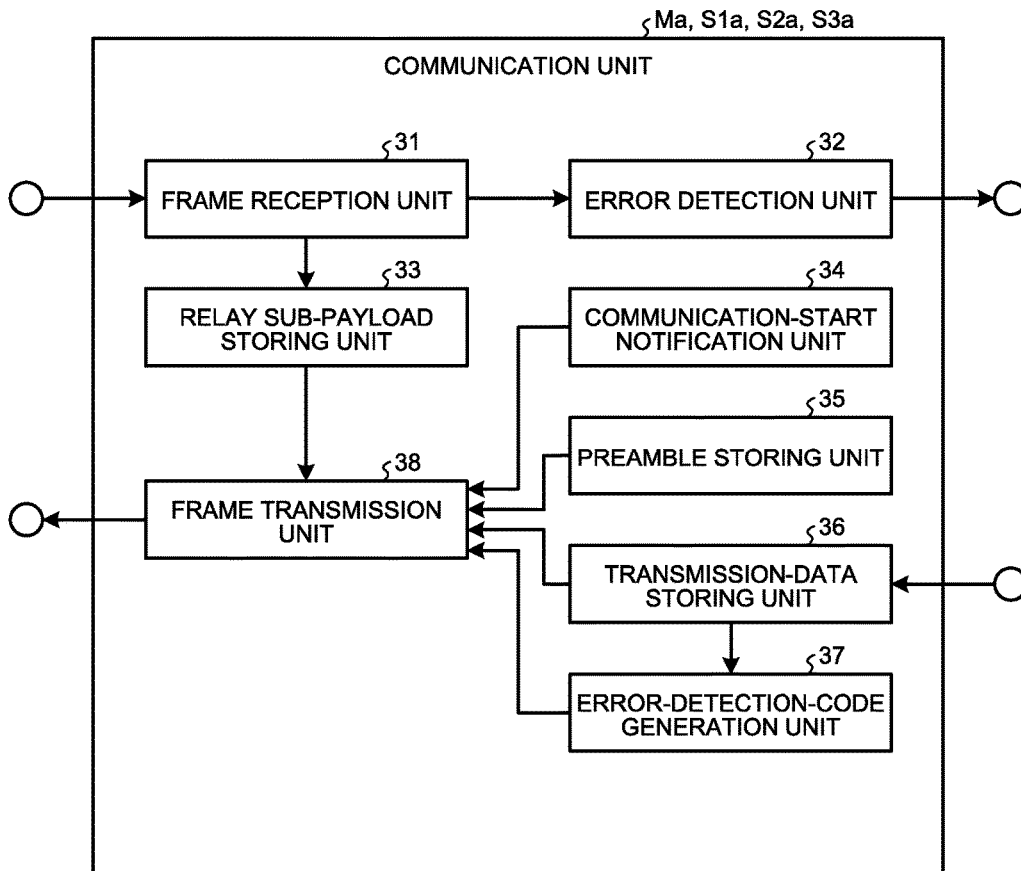 Ma, S1a, S2a, S3a
COMMUNICATION UNIT
31
FRAME RECEPTION UNIT
32
ERROR DETECTION UNIT
33
RELAY SUB-PAYLOAD
STORING UNIT
34
COMMUNICATION-START
NOTIFICATION UNIT
35
PREAMBLE STORING UNIT
38
FRAME TRANSMISSION
UNIT
36
TRANSMISSION-DATA
STORING UNIT
37
ERROR-DETECTION-CODE
GENERATION UNIT